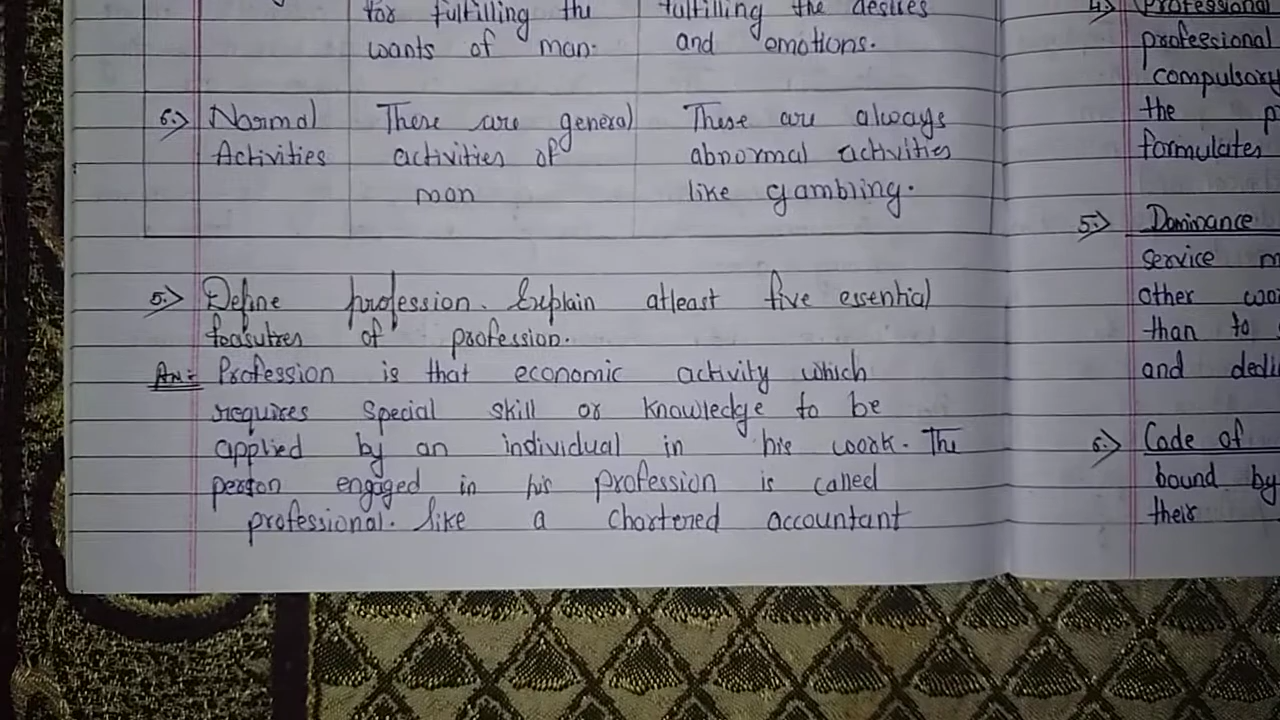 for fulfilling the fulfilling the desires
wants of man. and emotions.
6.> Normal There are general These are always
Activities activities of abnormal activities
man like gambling.
5.> Define profession. Explain atleast five essential
feasutres of profession.
Ans:- Profession is that economic activity which
requires special skill or knowledge to be
applied by an individual in his work. The
person engaged in his profession is called
professional. like a chartered accountant
4.> Professional
professional
compulsory
the
formulates
5.> Dominance
service
other
than to
and
6.> Code of
bound by
their